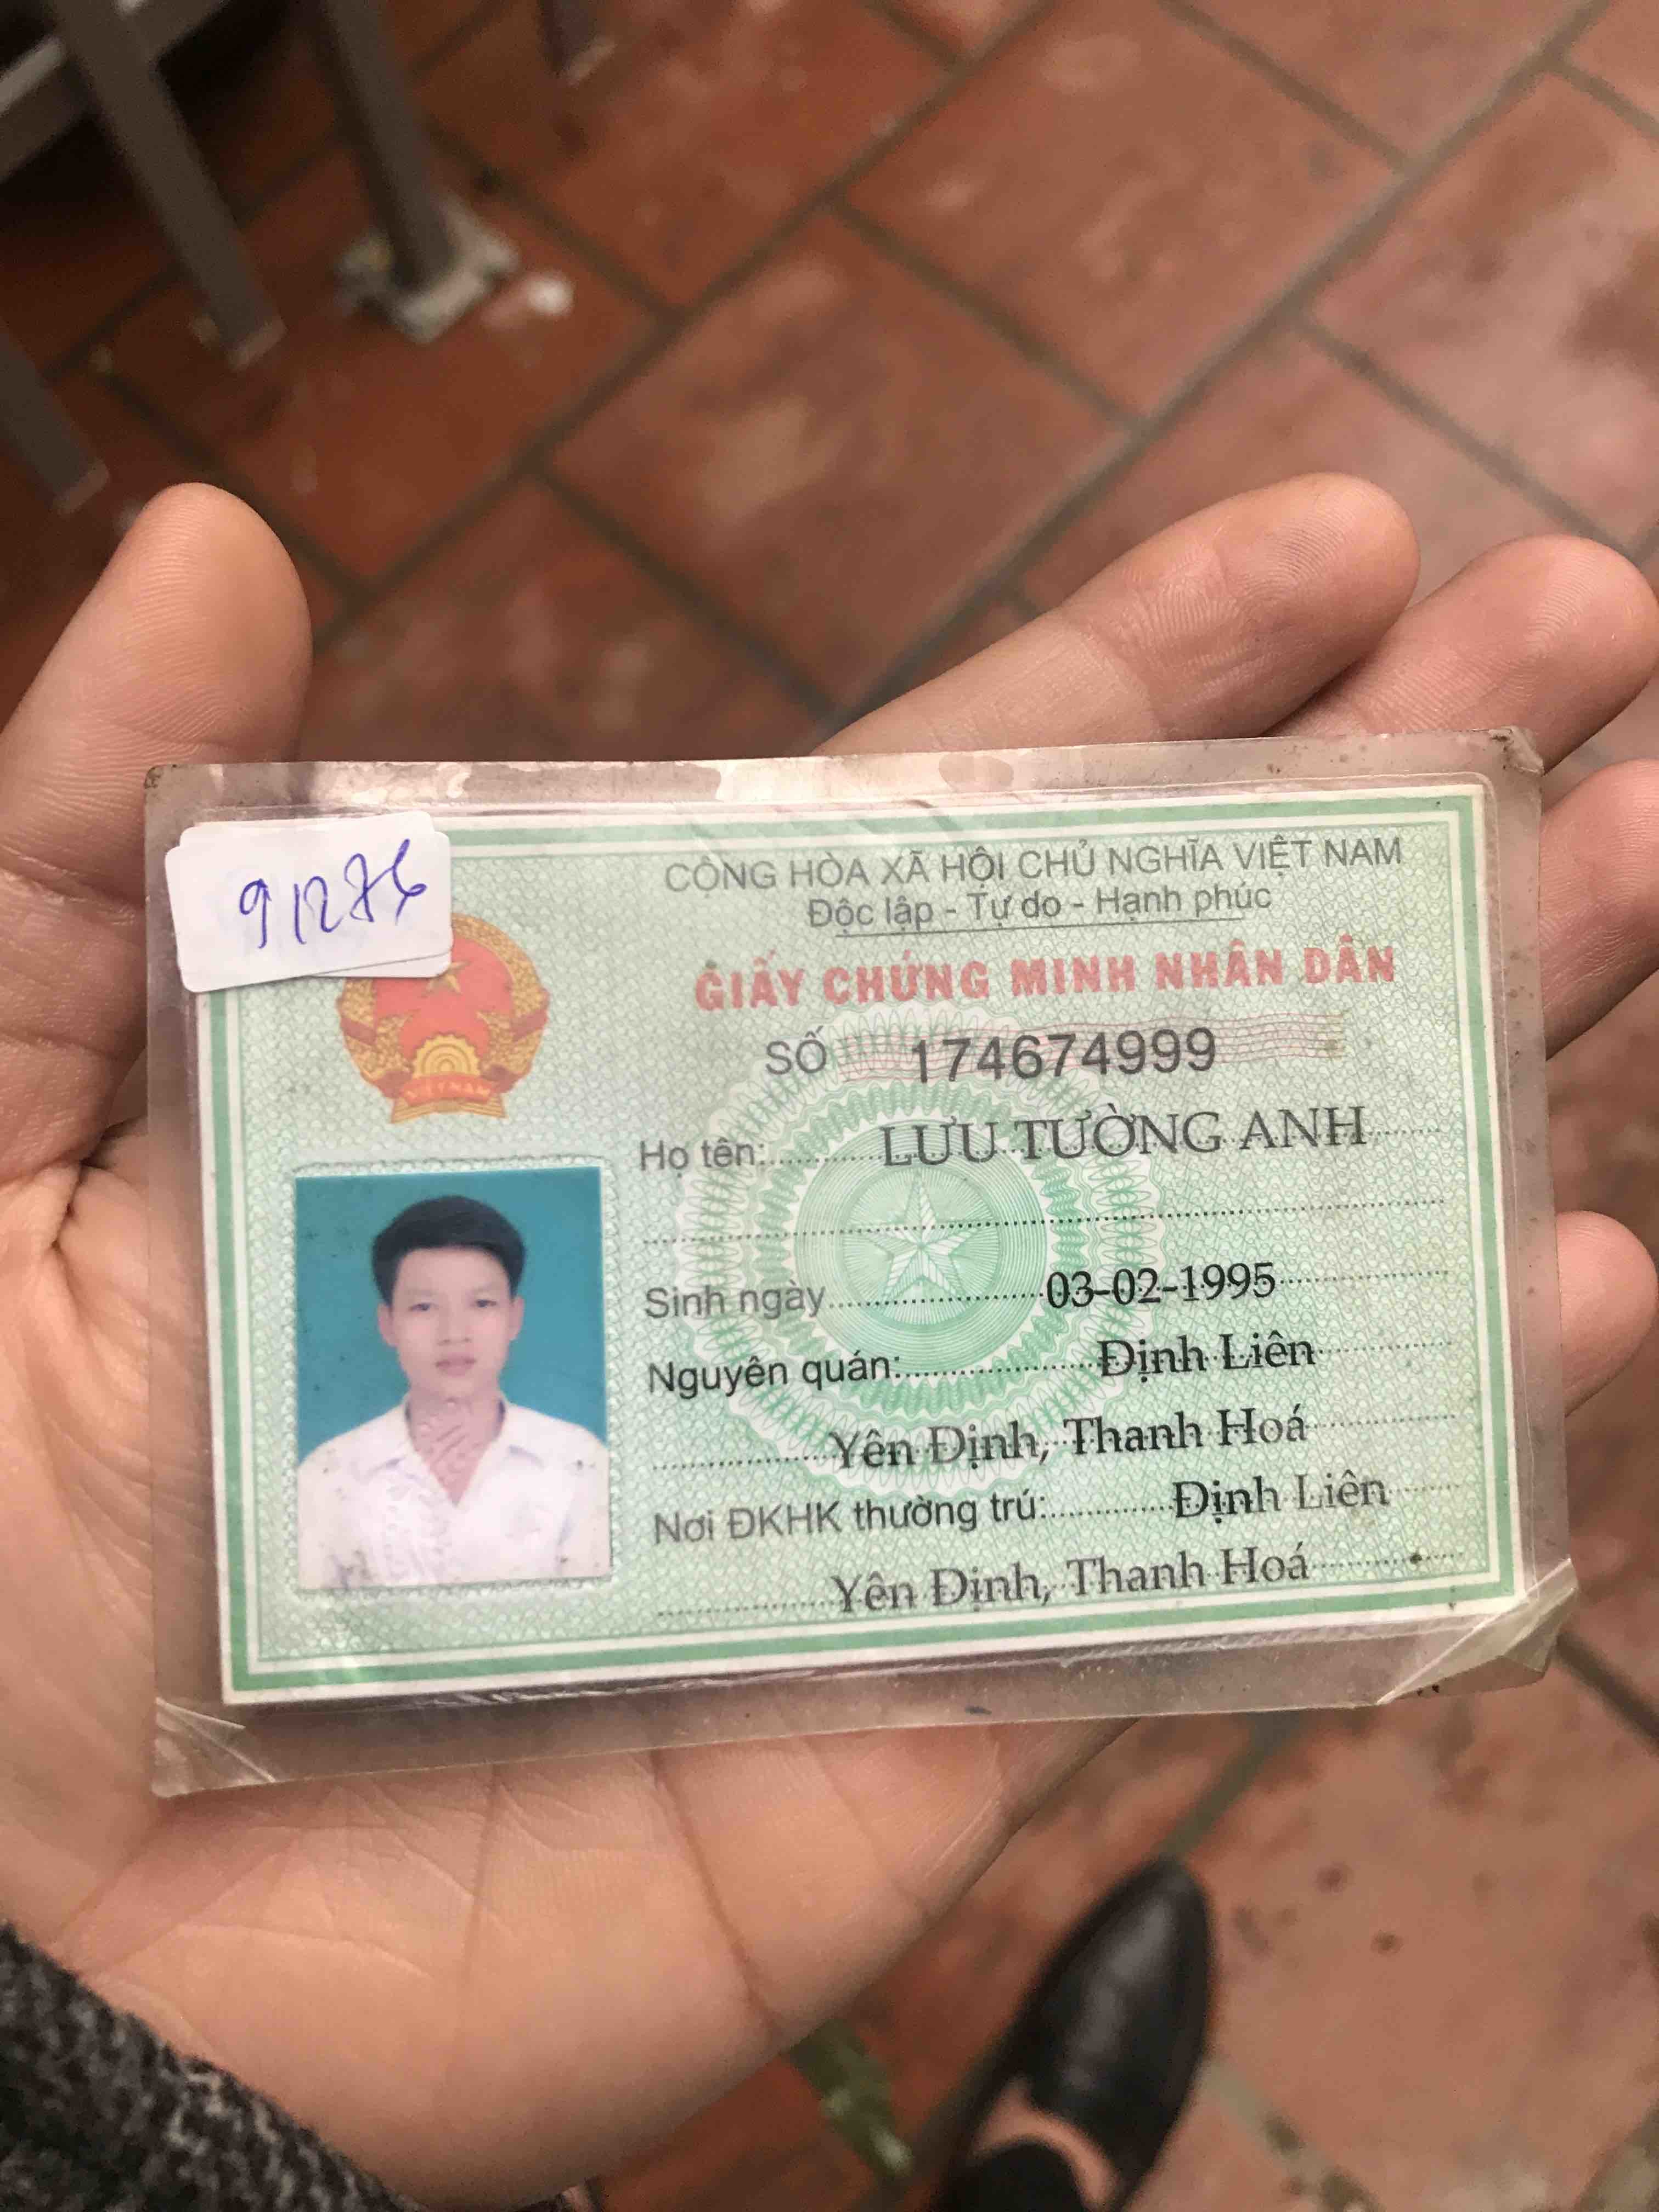 CỘNG HÒA XÃ HỘI CHỦ NGHĨA VIỆT NAM
Độc lập - Tự do - Hạnh phúc
GIẤY CHỨNG MINH NHÂN DÂN
SỐ 174674999
Họ tên: LƯU TƯỜNG ANH
Sinh ngày 03-02-1995
Nguyên quán: Định Liên
Yên Định, Thanh Hoá
Nơi ĐKHK thường trú: Định Liên
Yên Định, Thanh Hoá
VIỆT NAM